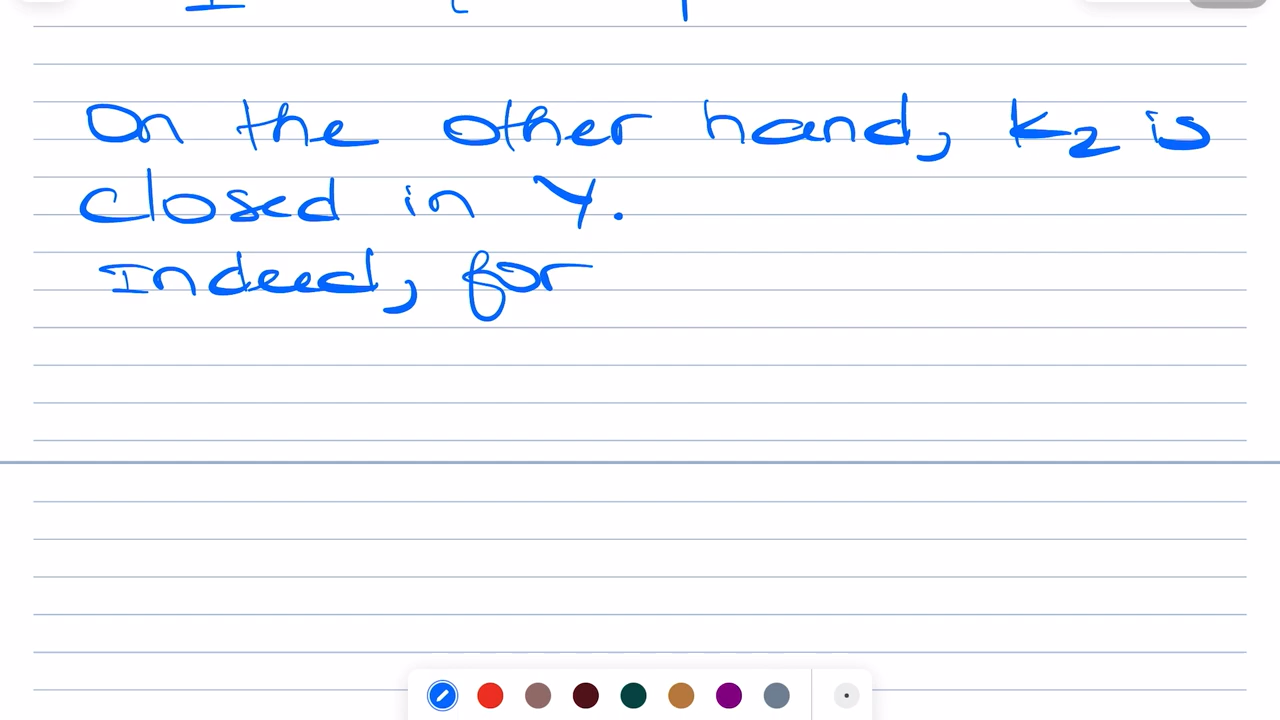 On the other hand, k2 is
closed in Y.
Indeed, for